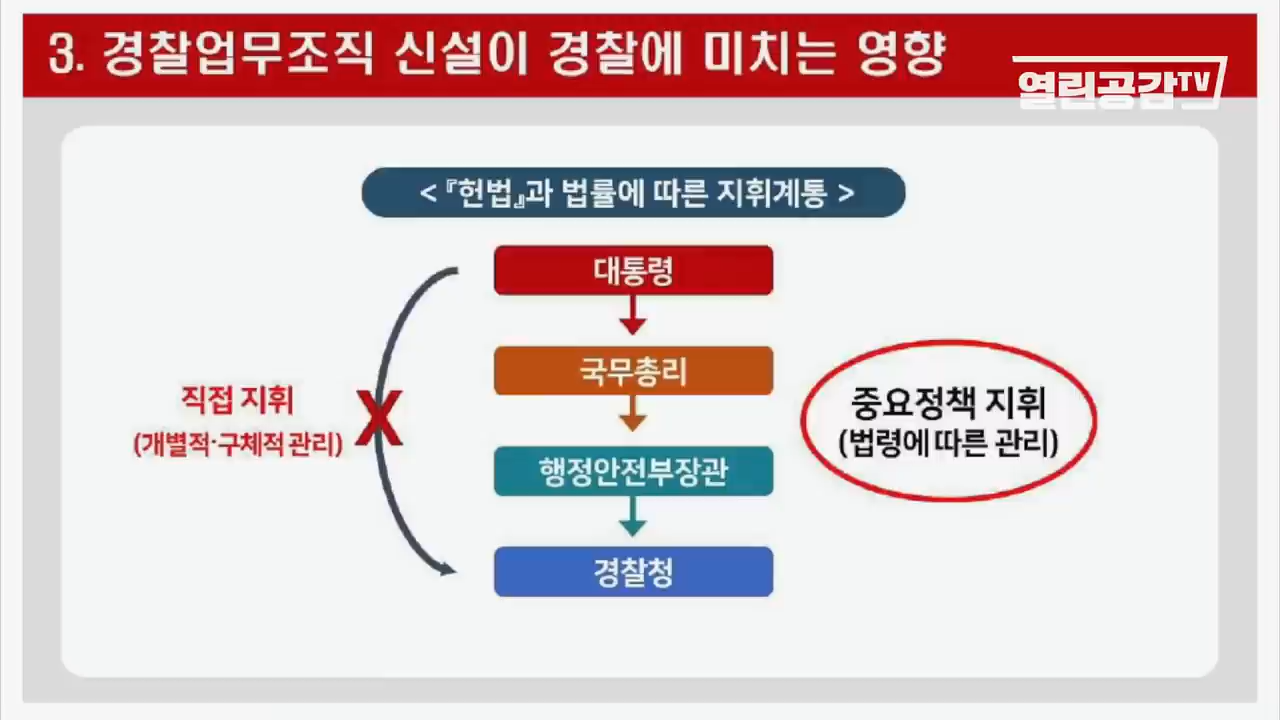 3. 경찰업무조직 신설이 경찰에 미치는 영향
열린공감TV
< 『헌법』과 법률에 따른 지휘계통 >
대통령
국무총리
행정안전부장관
경찰청
직접 지휘
(개별적·구체적 관리)
X
중요정책 지휘
(법령에 따른 관리)